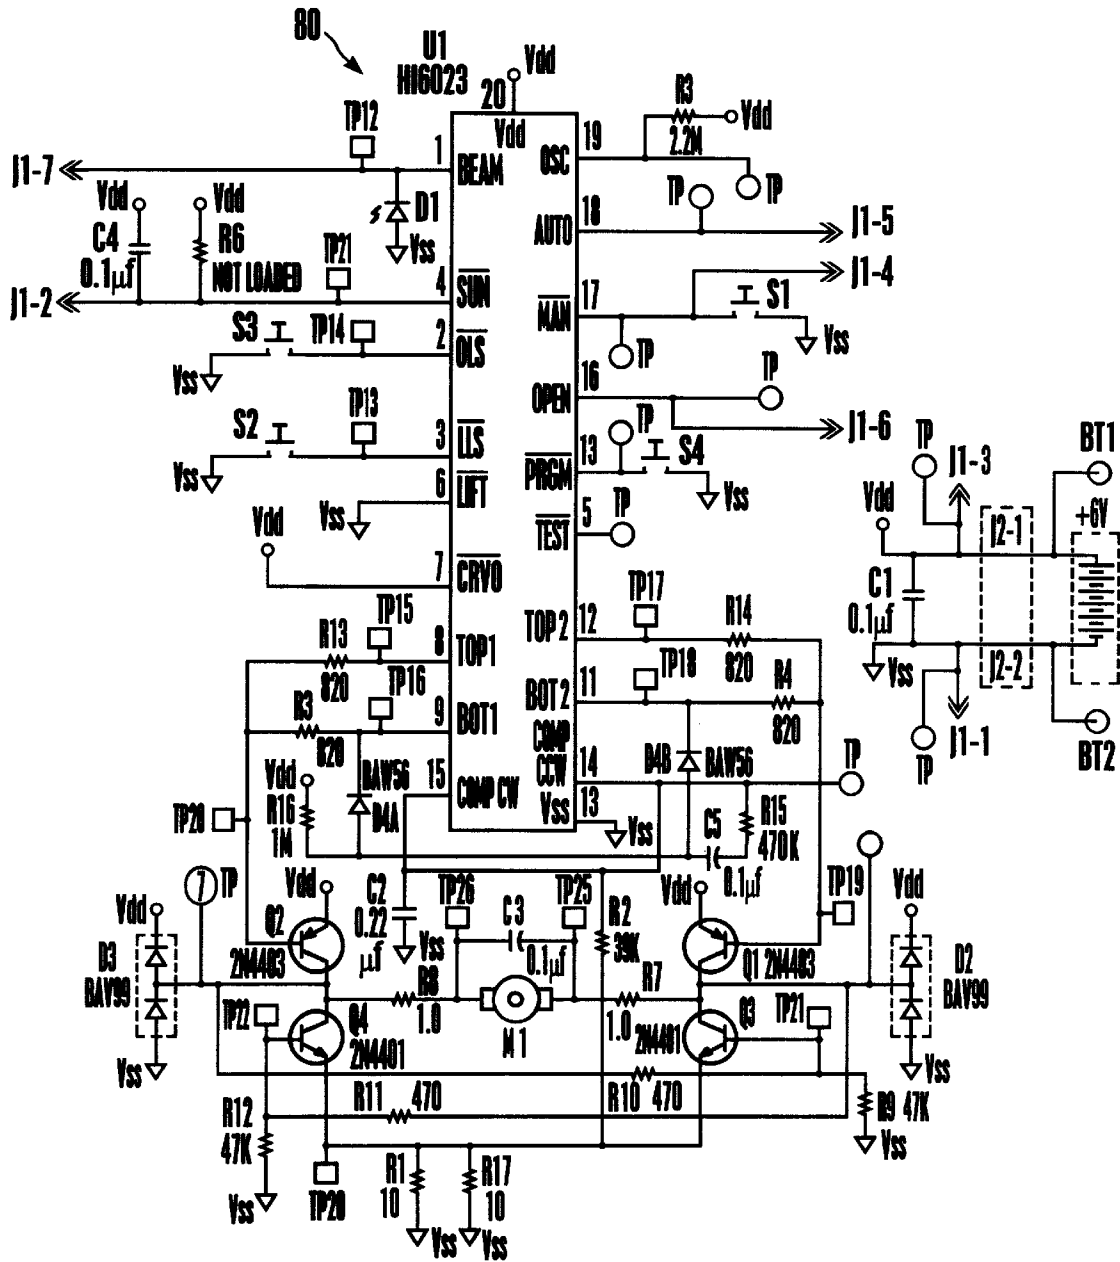 80
U1
HI6023
Vdd
20
Vdd
R3
2.2M
Vdd
TP12
1
BEAM
19
OSC
J1-7
TP
TP
Vdd
Vdd
D1
Vss
18
AUTO
J1-5
C4
0.1µf
R6
NOT LOADED
TP21
4
SUN
J1-4
J1-2
17
MAN
S1
Vss
S3
TP14
2
OLS
TP
Vss
16
OPEN
TP
S2
TP13
3
LLS
TP
J1-6
Vss
13
PRGM
S4
Vss
6
LIFT
Vss
5
TEST
TP
TP
J1-3
BT1
Vdd
+6V
J2-1
Vdd
7
CRVO
C1
0.1µf
TP15
R13
820
8
TOP1
TP17
12
TOP2
R14
820
Vss
J2-2
TP16
R3
820
9
BOT1
TP18
11
BOT2
R4
820
TP
J1-1
BT2
Vdd
R16
1M
BAW56
D4A
15
COMP CW
COMP
CCW
14
D4B
BAW56
TP
Vss
13
Vss
C5
0.1µf
R15
470K
TP28
7
TP
Vdd
Vdd
Q2
2N4403
C2
0.22
µf
Vss
TP26
C3
0.1µf
TP25
R2
39K
Vdd
Q1 2N4403
TP19
Vdd
D3
BAV99
D2
BAV99
R8
1.0
M1
R7
1.0
TP22
Q4
2N4401
Q3
2N4401
TP21
Vss
Vss
R11 470
R10 470
R9 47K
Vss
R12
47K
Vss
TP20
R1
10
Vss
R17
10
Vss